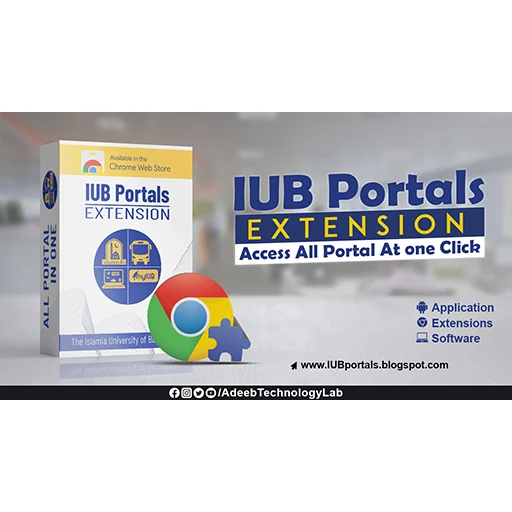 Available in the
Chrome Web Store
IUB Portals
EXTENSION
myIUB
ALL PORTAL
IN ONE
The Islamia University of B
IUB Portals
EXTENSION
Access All Portal At one Click
Application
Extensions
Software
www.IUBportals.blogspot.com
/AdeebTechnologyLab